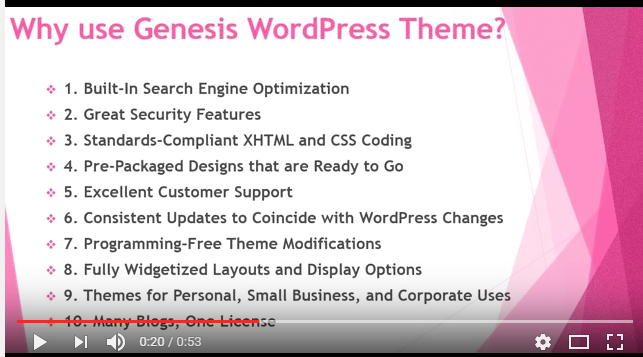 Why use Genesis WordPress Theme?
1. Built-In Search Engine Optimization
2. Great Security Features
3. Standards-Compliant XHTML and CSS Coding
4. Pre-Packaged Designs that are Ready to Go
5. Excellent Customer Support
6. Consistent Updates to Coincide with WordPress Changes
7. Programming-Free Theme Modifications
8. Fully Widgetized Layouts and Display Options
9. Themes for Personal, Small Business, and Corporate Uses
10. Many Blogs, One License
0:20 / 0:53